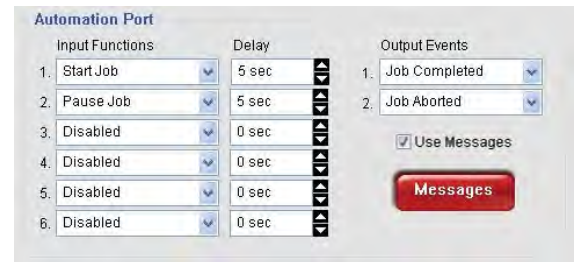 Automation Port
Input Functions Delay Output Events
1. Start Job 5 sec 1. Job Completed
2. Pause Job 5 sec 2. Job Aborted
3. Disabled 0 sec
Use Messages
4. Disabled 0 sec
5. Disabled 0 sec Messages
6. Disabled 0 sec